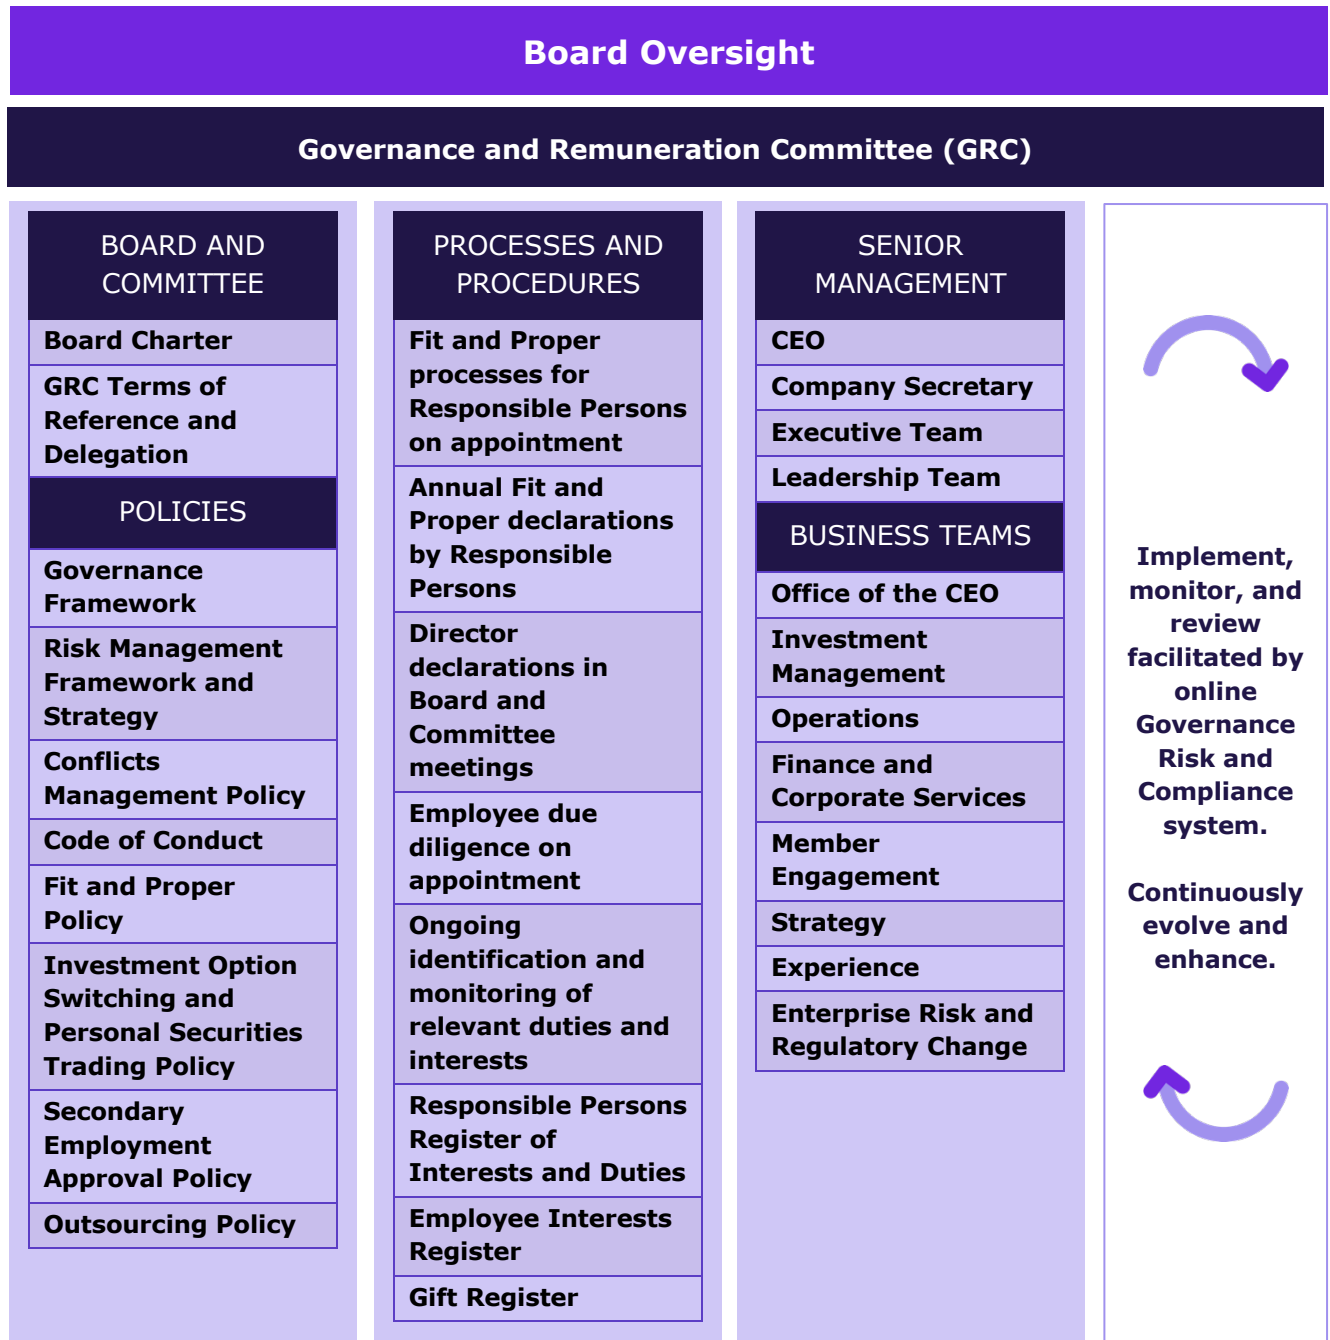 Board Oversight
Governance and Remuneration Committee (GRC)
BOARD AND
COMMITTEE
Board Charter
GRC Terms of
Reference and
Delegation
POLICIES
Governance
Framework
Risk Management
Framework and
Strategy
Conflicts
Management Policy
Code of Conduct
Fit and Proper
Policy
Investment Option
Switching and
Personal Securities
Trading Policy
Secondary
Employment
Approval Policy
Outsourcing Policy
PROCESSES AND
PROCEDURES
Fit and Proper
processes for
Responsible Persons
on appointment
Annual Fit and
Proper declarations
by Responsible
Persons
Director
declarations in
Board and
Committee
meetings
Employee due
diligence on
appointment
Ongoing
identification and
monitoring of
relevant duties and
interests
Responsible Persons
Register of
Interests and Duties
Employee Interests
Register
Gift Register
SENIOR
MANAGEMENT
CEO
Company Secretary
Executive Team
Leadership Team
BUSINESS TEAMS
Office of the CEO
Investment
Management
Operations
Finance and
Corporate Services
Member
Engagement
Strategy
Experience
Enterprise Risk and
Regulatory Change
Implement,
monitor, and
review
facilitated by
online
Governance
Risk and
Compliance
system.
Continuously
evolve and
enhance.